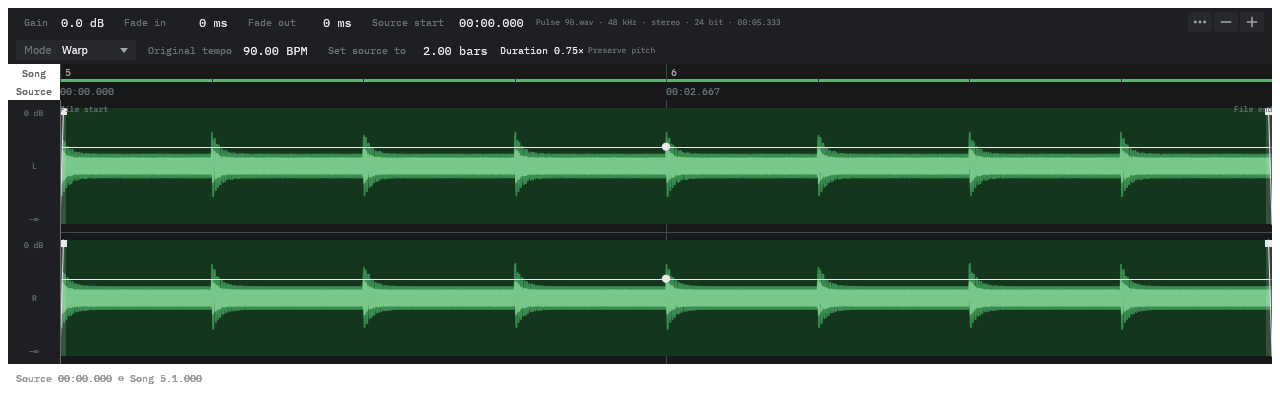 Gain 0.0 dB Fade in 0 ms Fade out 0 ms Source start 00:00.000 Pulse 90.wav · 48 kHz · stereo · 24 bit · 00:05.333
Mode Warp Original tempo 90.00 BPM Set source to 2.00 bars Duration 0.75× Preserve pitch
Song 5 6
Source 00:00.000 00:02.667
File start File end
0 dB
L
-∞
0 dB
R
-∞
Source 00:00.000 ⊖ Song 5.1.000